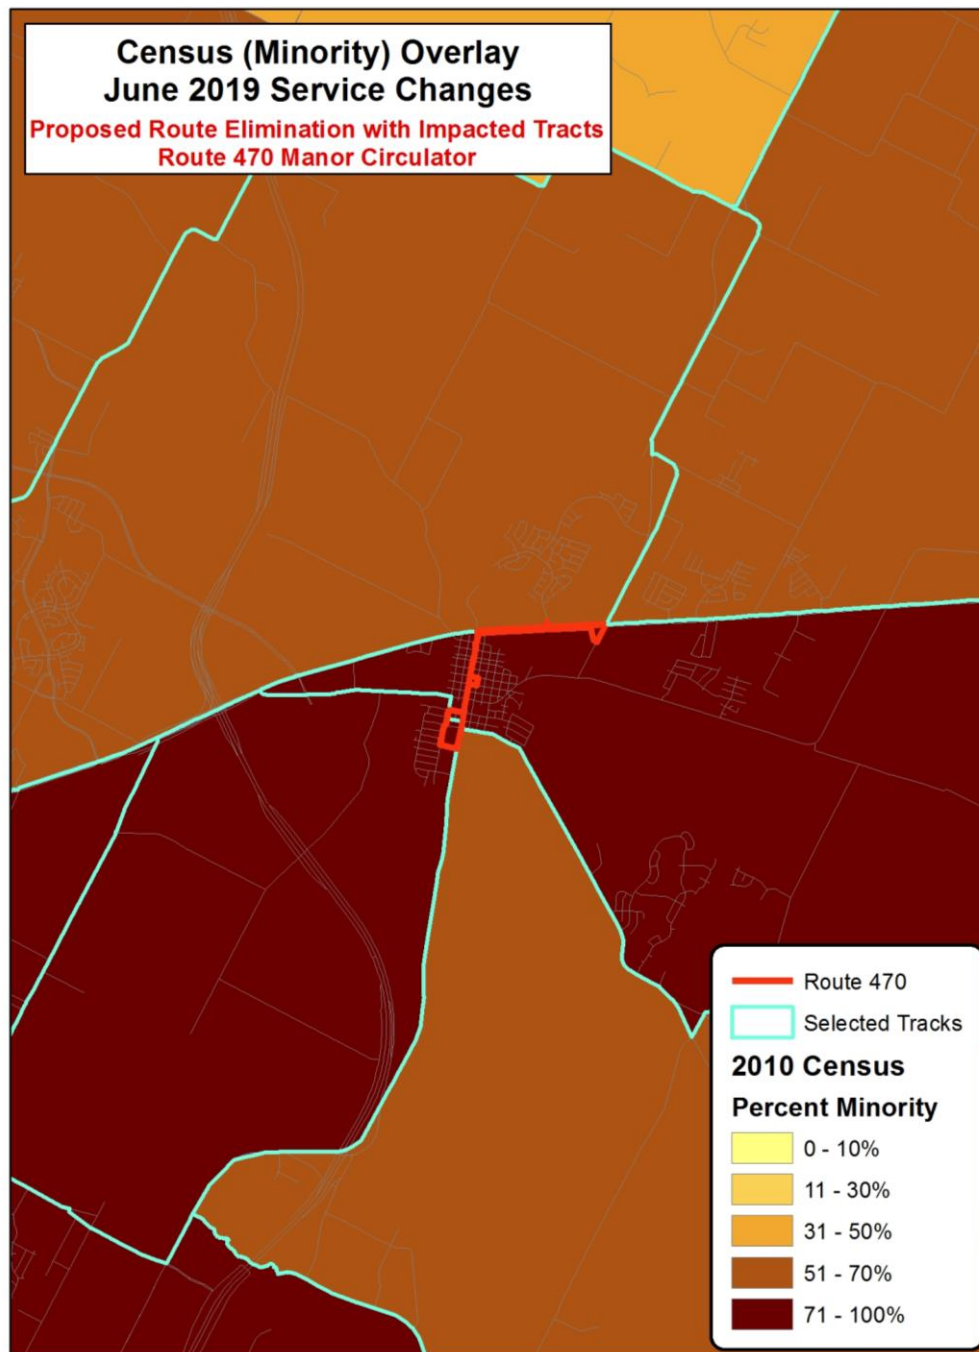 Census (Minority) Overlay
June 2019 Service Changes
Proposed Route Elimination with Impacted Tracts
Route 470 Manor Circulator
Route 470
Selected Tracks
2010 Census
Percent Minority
0 - 10%
11 - 30%
31 - 50%
51 - 70%
71 - 100%